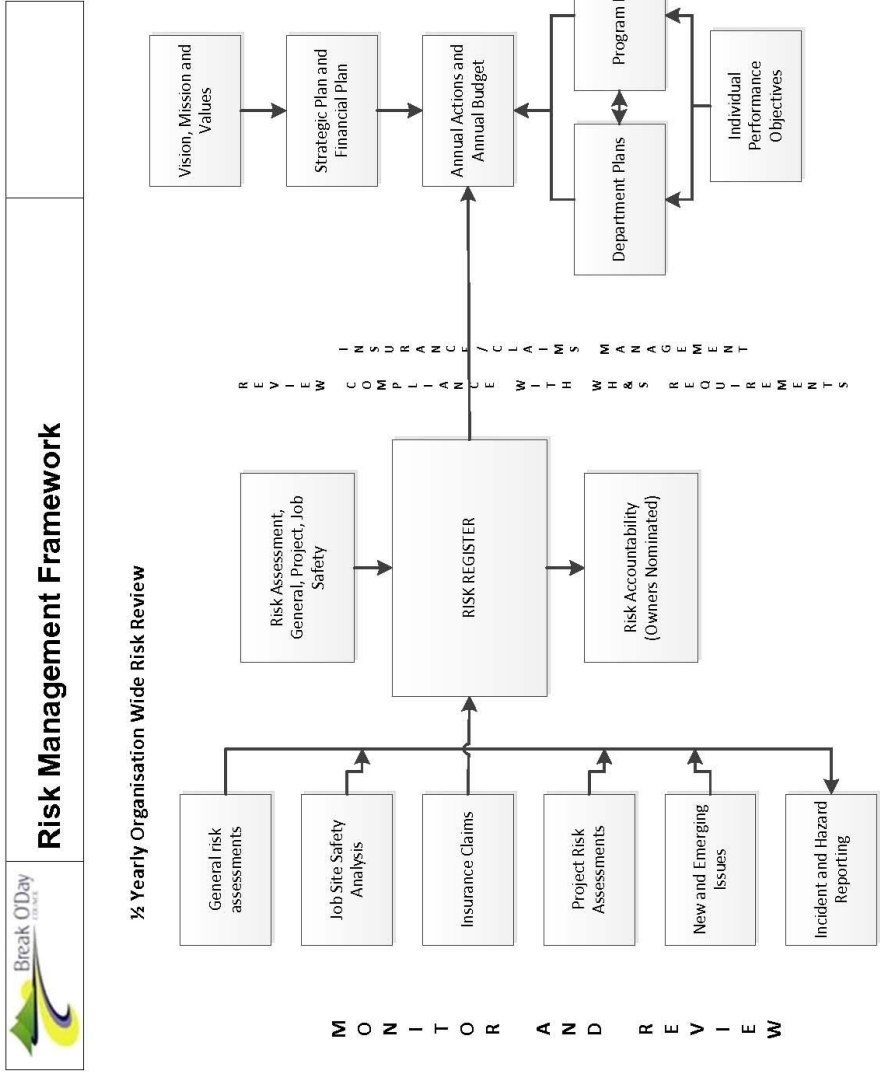 Break O'Day
COUNCIL
Risk Management Framework
½ Yearly Organisation Wide Risk Review
MONITOR AND REVIEW
General risk
assessments
Job Site Safety
Analysis
Insurance Claims
Project Risk
Assessments
New and Emerging
Issues
Incident and Hazard
Reporting
Risk Assessment,
General, Project, Job
Safety
RISK REGISTER
Risk Accountability
(Owners Nominated)
REVIEW COMPLIANCE WITH WH&S REQUIREMENTS
INSURANCE/CLAIMS MANAGEMENT
Vision, Mission and
Values
Strategic Plan and
Financial Plan
Annual Actions and
Annual Budget
Department Plans
Program
Individual
Performance
Objectives